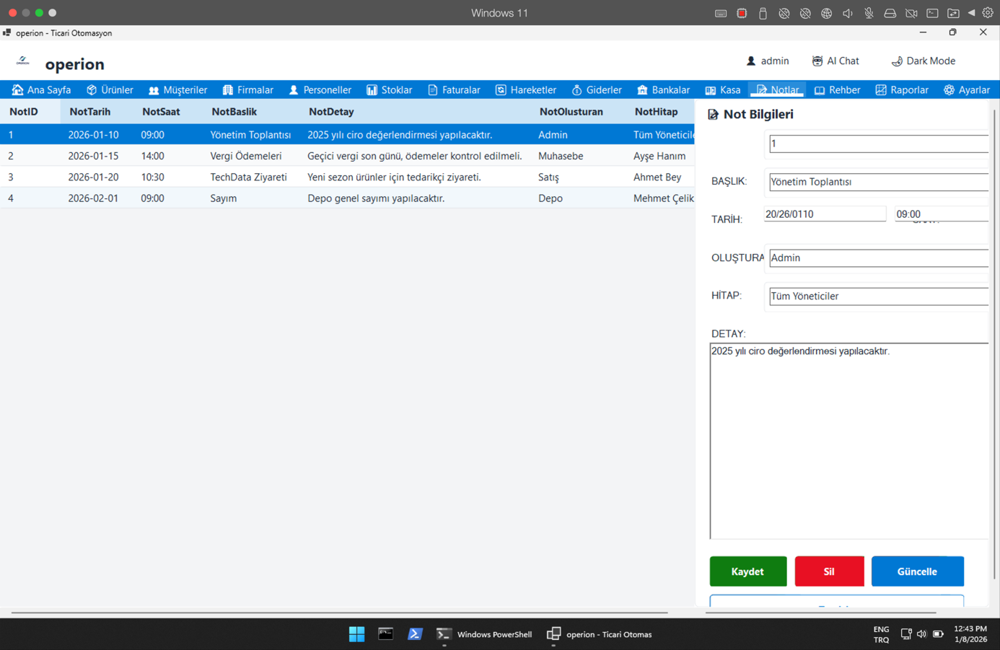 Windows 11
operion - Ticari Otomasyon
OPERION
operion
admin
AI Chat
Dark Mode
Ana Sayfa
Ürünler
Müşteriler
Firmalar
Personeller
Stoklar
Faturalar
Hareketler
Giderler
Bankalar
Kasa
Notlar
Rehber
Raporlar
Ayarlar
NotID NotTarih NotSaat NotBaslik NotDetay NotOlusturan NotHitap
1 2026-01-10 09:00 Yönetim Toplantısı 2025 yılı ciro değerlendirmesi yapılacaktır. Admin Tüm Yöneticile
2 2026-01-15 14:00 Vergi Ödemeleri Geçici vergi son günü, ödemeler kontrol edilmeli. Muhasebe Ayşe Hanım
3 2026-01-20 10:30 TechData Ziyareti Yeni sezon ürünler için tedarikçi ziyareti. Satış Ahmet Bey
4 2026-02-01 09:00 Sayım Depo genel sayımı yapılacaktır. Depo Mehmet Çelik
Not Bilgileri
1
BAŞLIK: Yönetim Toplantısı
TARİH: 20/26/0110 09:00
OLUŞTURA Admin
HİTAP: Tüm Yöneticiler
DETAY:
2025 yılı ciro değerlendirmesi yapılacaktır.
Kaydet
Sil
Güncelle
Windows PowerShell
operion - Ticari Otomas
ENG
TRQ
12:43 PM
1/8/2026